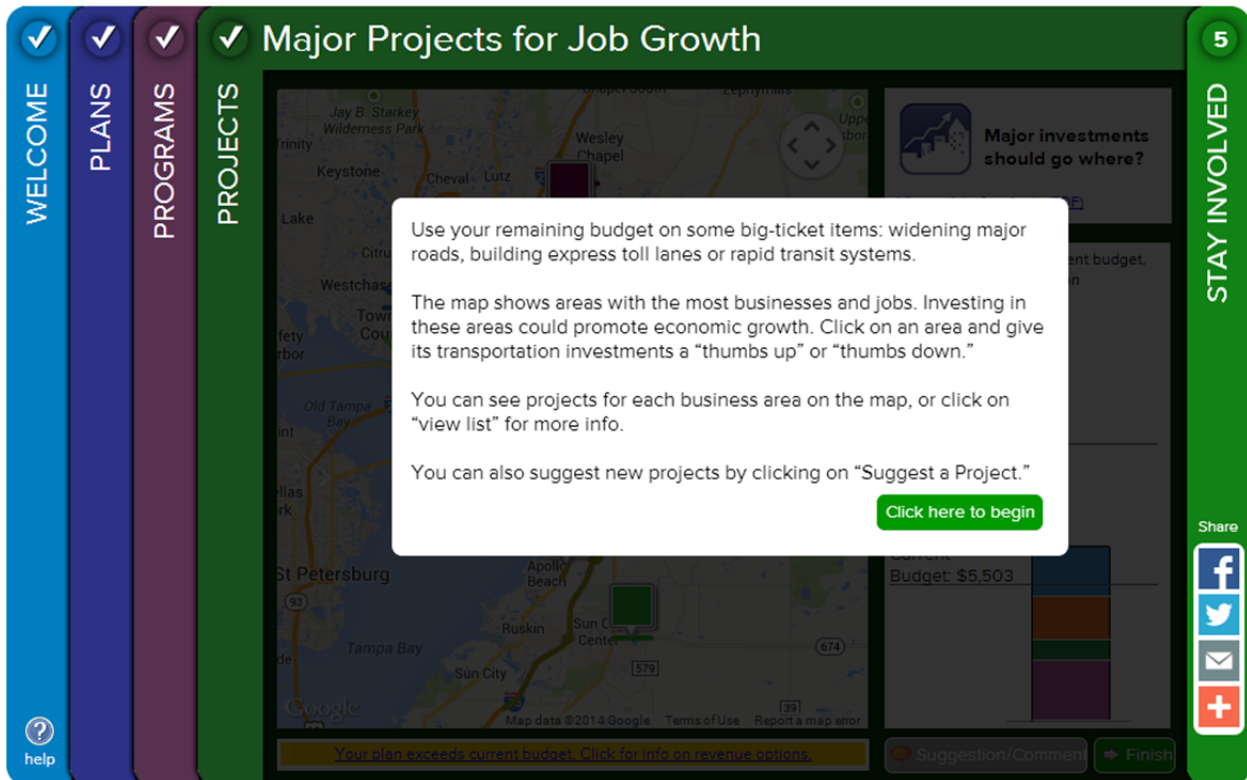 WELCOME
PLANS
PROGRAMS
PROJECTS
Major Projects for Job Growth
5
STAY INVOLVED
Jay B. Starkey
Wilderness Park
Trinity
Keystone
Cheval
Lutz
Wesley
Chapel
Zephyrhills
Lake
Major investments
should go where?
Use your remaining budget on some big-ticket items: widening major
roads, building express toll lanes or rapid transit systems.
The map shows areas with the most businesses and jobs. Investing in
these areas could promote economic growth. Click on an area and give
its transportation investments a “thumbs up” or “thumbs down.”
You can see projects for each business area on the map, or click on
“view list” for more info.
You can also suggest new projects by clicking on “Suggest a Project.”
Click here to begin
Old Tampa
Bay
St Petersburg
93
Apollo
Beach
Ruskin
Tampa Bay
Sun City
579
674
39
Google
Map data ©2014 Google
Terms of Use
Report a map error
Current
Budget: $5,503
Your plan exceeds current budget. Click for info on revenue options.
Suggestion/Comment
Finish
Share
?
help